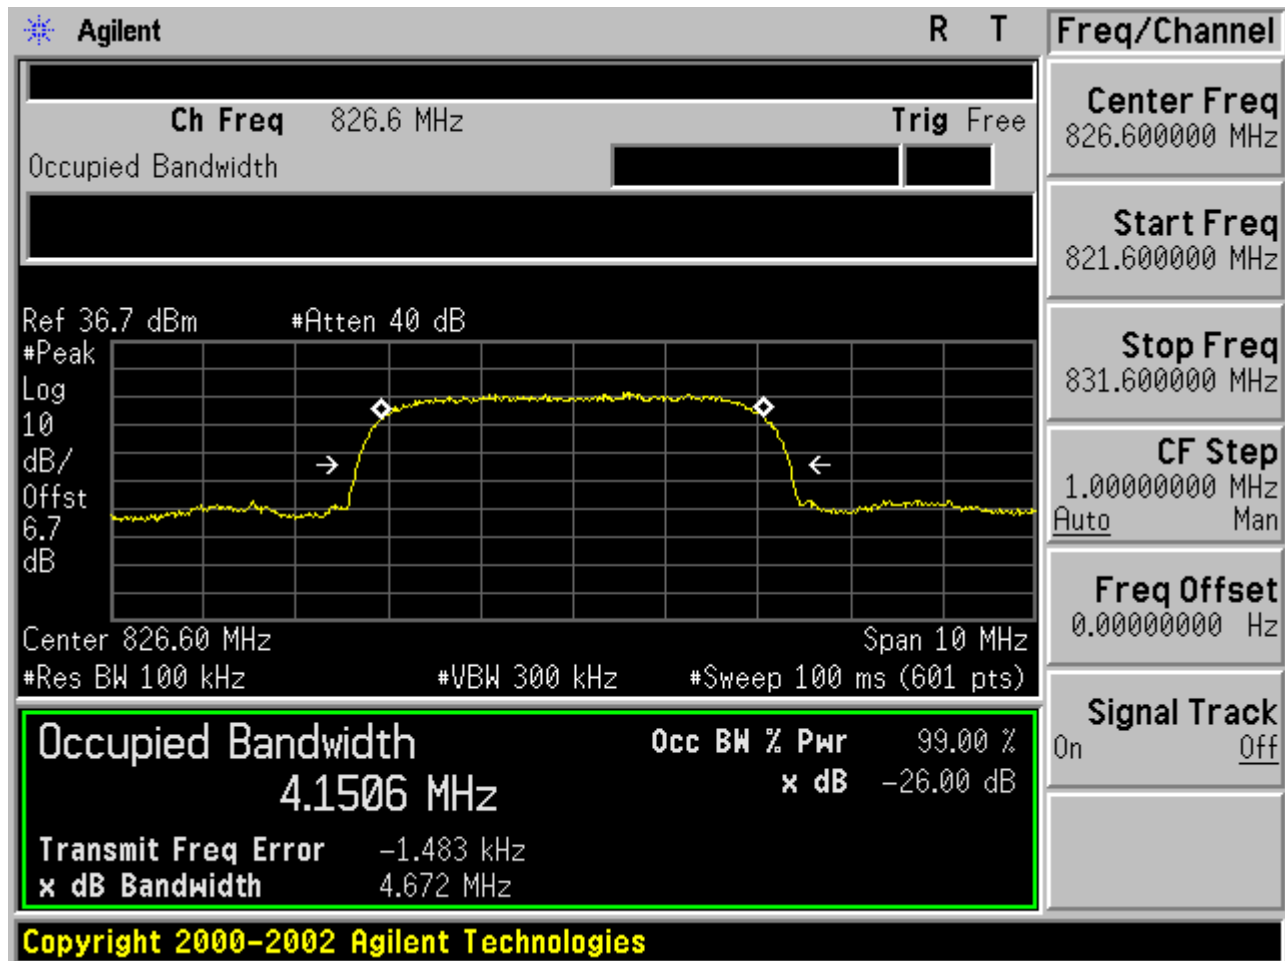 Agilent R T Freq/Channel
Ch Freq 826.6 MHz Trig Free
Occupied Bandwidth
Center Freq
826.600000 MHz
Start Freq
821.600000 MHz
Stop Freq
831.600000 MHz
CF Step
1.00000000 MHz
Auto Man
Freq Offset
0.00000000 Hz
Signal Track
On Off
Ref 36.7 dBm #Atten 40 dB
#Peak
Log
10
dB/
Offst
6.7
dB
Center 826.60 MHz Span 10 MHz
#Res BW 100 kHz #VBW 300 kHz #Sweep 100 ms (601 pts)
Occupied Bandwidth Occ BW % Pwr 99.00 %
4.1506 MHz x dB -26.00 dB
Transmit Freq Error -1.483 kHz
x dB Bandwidth 4.672 MHz
Copyright 2000-2002 Agilent Technologies